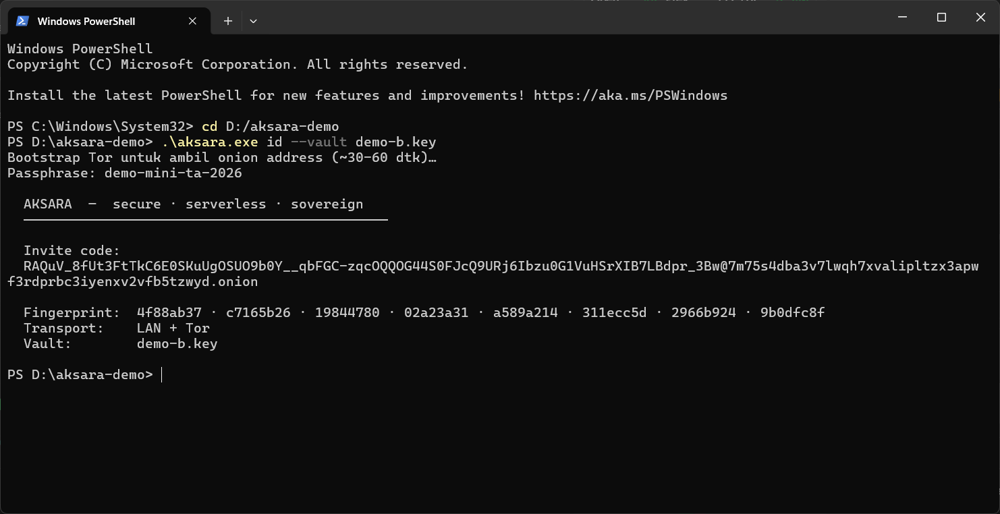 Windows PowerShell
Windows PowerShell
Copyright (C) Microsoft Corporation. All rights reserved.
Install the latest PowerShell for new features and improvements! https://aka.ms/PSWindows
PS C:\Windows\System32> cd D:/aksara-demo
PS D:\aksara-demo> .\aksara.exe id --vault demo-b.key
Bootstrap Tor untuk ambil onion address (~30-60 dtk)…
Passphrase: demo-mini-ta-2026
AKSARA — secure · serverless · sovereign
Invite code:
RAQuV_8fUt3FtTkC6E0SKuUgOSUO9b0Y__qbFGC-zqcOQQOG44S0FJcQ9URj6Ibzu0G1VuHSrXIB7LBdpr_3Bw@7m75s4dba3v7lwqh7xvalipltzx3apw
f3rdprbc3iyenxv2vfb5tzwyd.onion
Fingerprint: 4f88ab37 · c7165b26 · 19844780 · 02a23a31 · a589a214 · 311ecc5d · 2966b924 · 9b0dfc8f
Transport: LAN + Tor
Vault: demo-b.key
PS D:\aksara-demo>